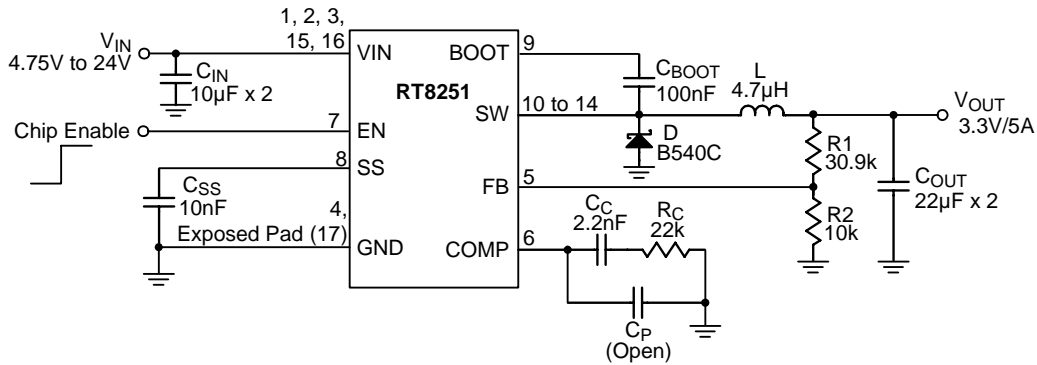 1, 2, 3,
15, 16
VIN
4.75V to 24V
CIN
10µF x 2
VIN
BOOT
9
CBOOT
100nF
L
4.7µH
RT8251
SW
10 to 14
VOUT
3.3V/5A
Chip Enable
7
EN
D
B540C
R1
30.9k
8
SS
FB
5
COUT
22µF x 2
CSS
10nF
R2
10k
4,
Exposed Pad (17)
GND
COMP
6
CC
2.2nF
RC
22k
CP
(Open)